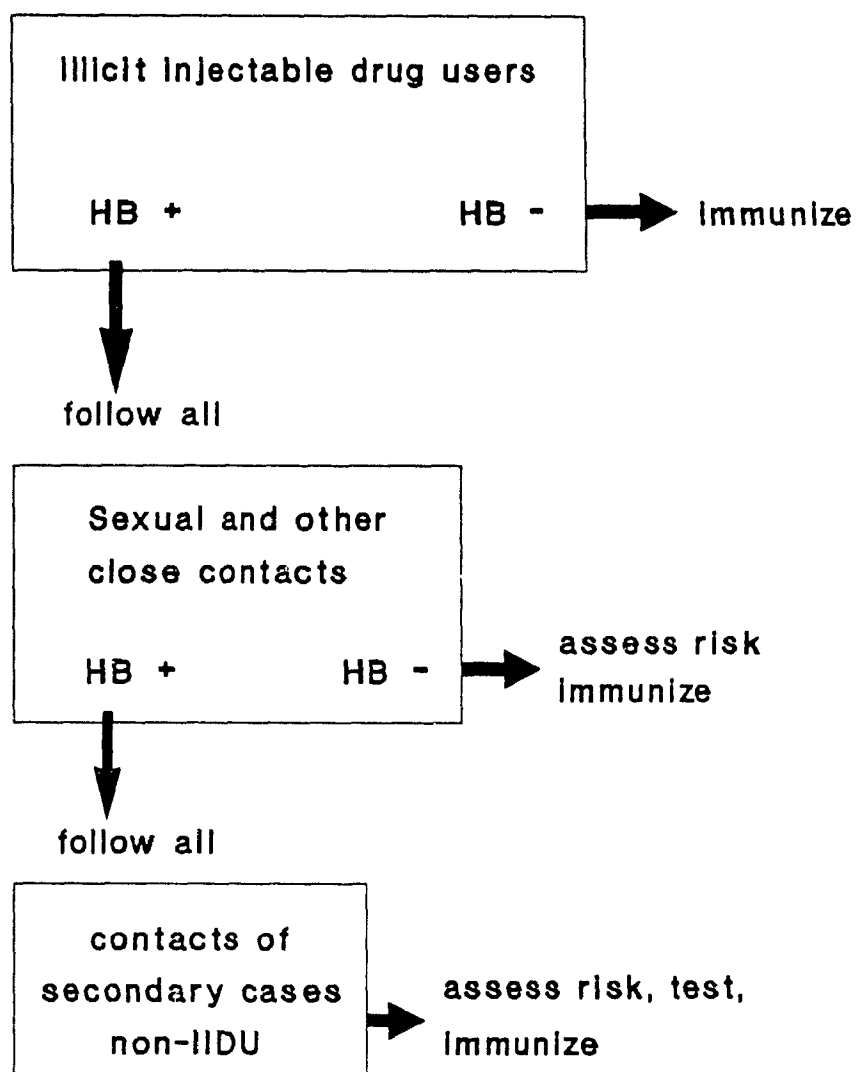 Illicit injectable drug users
HB + HB - immunize
follow all
Sexual and other
close contacts
HB + HB - assess risk
immunize
follow all
contacts of
secondary cases
non-IIDU
assess risk, test,
immunize